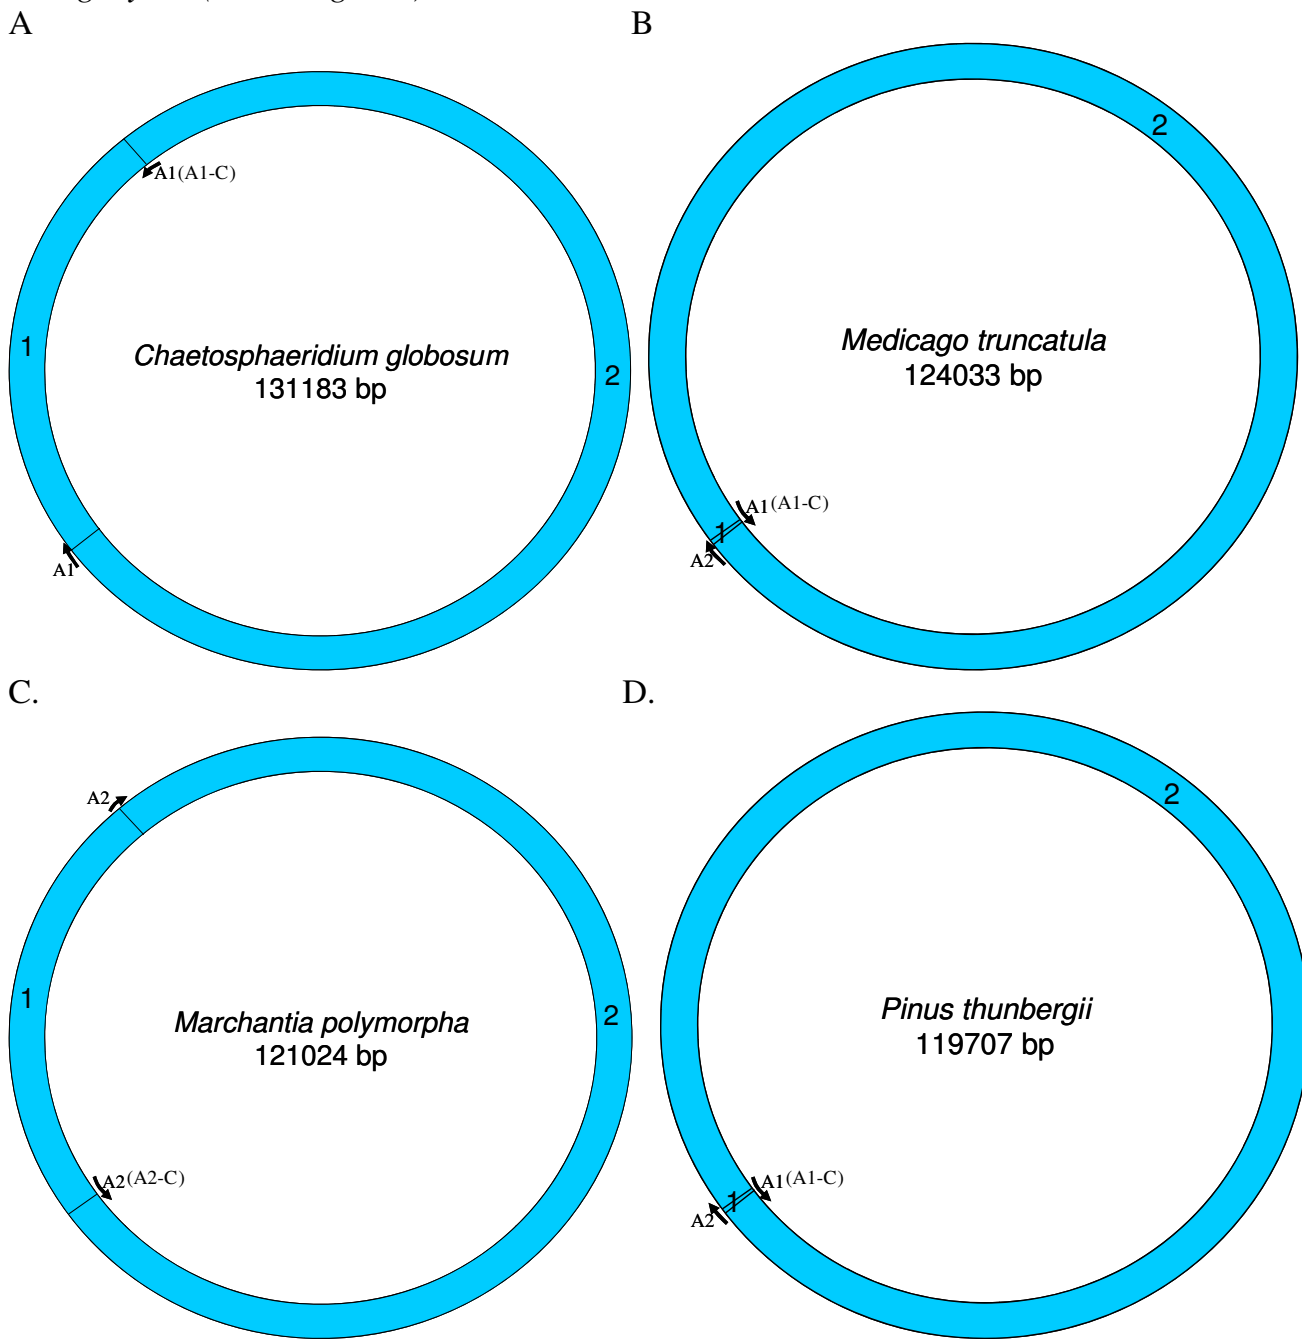 A
B
A1(A1-C)
1
2
Chaetosphaeridium globosum
131183 bp
A1
2
Medicago truncatula
124033 bp
A1(A1-C)
1
A2
C.
D.
A2
1
2
Marchantia polymorpha
121024 bp
A2(A2-C)
2
Pinus thunbergii
119707 bp
A1(A1-C)
1
A2